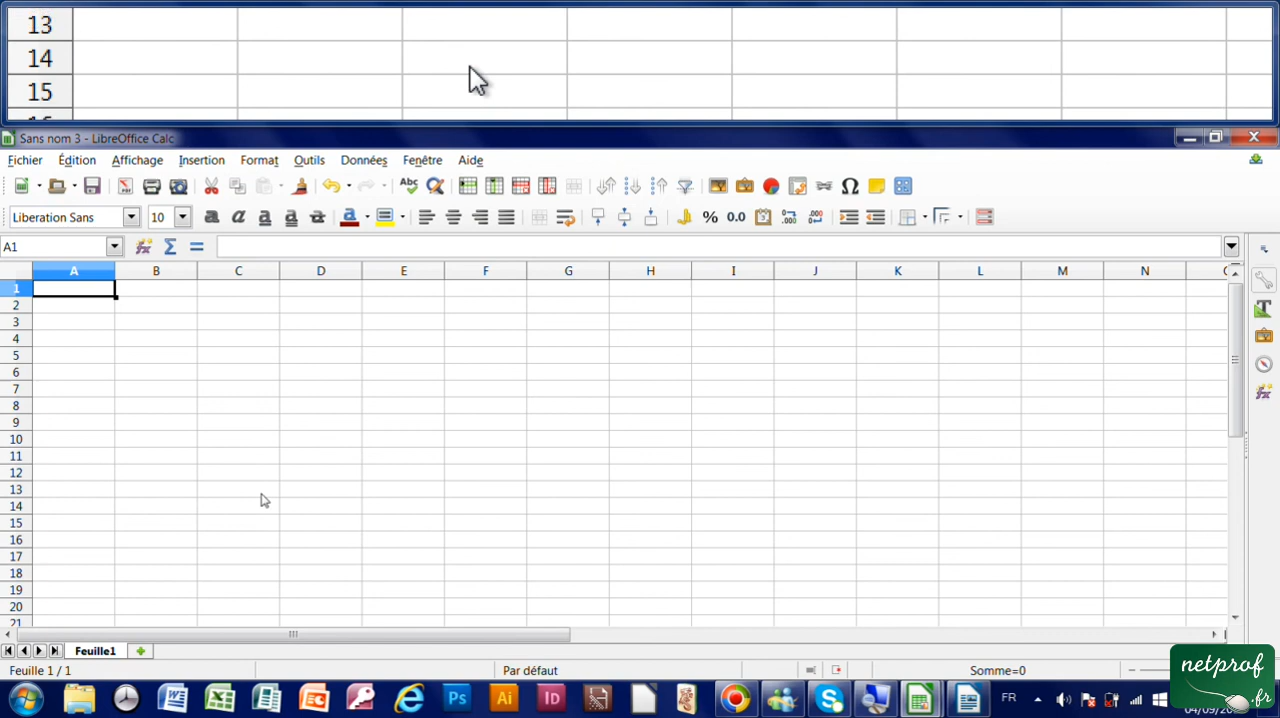 13
14
15
Sans nom 3 - LibreOffice Calc
Fichier Édition Affichage Insertion Format Outils Données Fenêtre Aide
Liberation Sans 10
A1
A B C D E F G H I J K L M N
1
2
3
4
5
6
7
8
9
10
11
12
13
14
15
16
17
18
19
20
21
Feuille1
Feuille 1 / 1 Par défaut Somme=0
FR
netprof
.fr